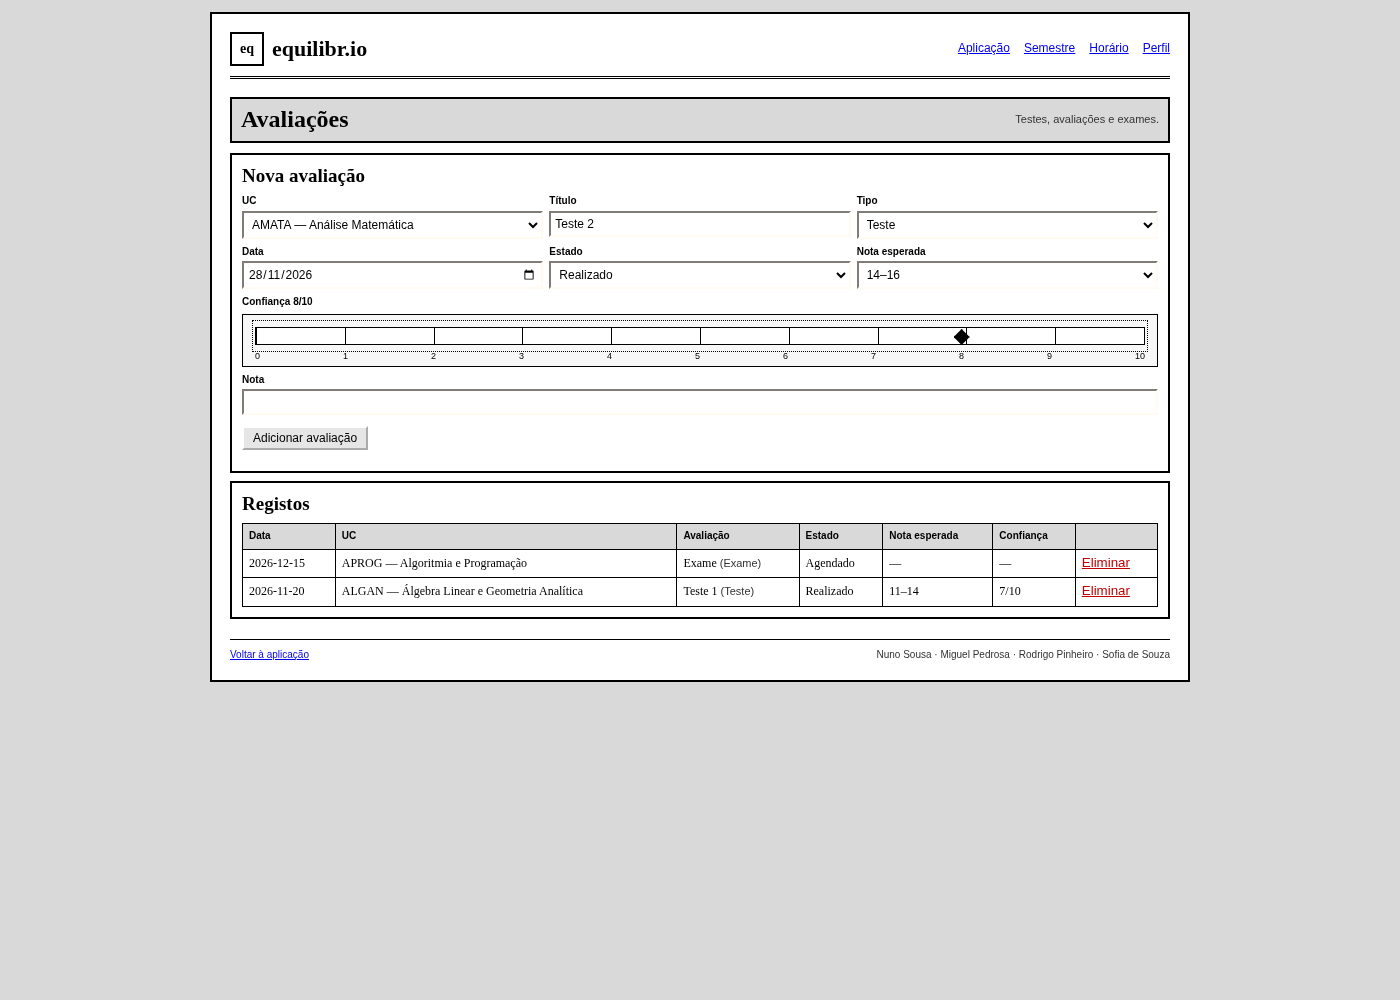 eq equilibr.io Aplicação Semestre Horário Perfil
Avaliações Testes, avaliações e exames.
Nova avaliação
UC Título Tipo
AMATA — Análise Matemática Teste 2 Teste
Data Estado Nota esperada
28/11/2026 Realizado 14–16
Confiança 8/10
0 1 2 3 4 5 6 7 8 9 10
Nota
Adicionar avaliação
Registos
Data UC Avaliação Estado Nota esperada Confiança
2026-12-15 APROG — Algoritmia e Programação Exame (Exame) Agendado — — Eliminar
2026-11-20 ALGAN — Álgebra Linear e Geometria Analítica Teste 1 (Teste) Realizado 11–14 7/10 Eliminar
Voltar à aplicação Nuno Sousa · Miguel Pedrosa · Rodrigo Pinheiro · Sofia de Souza